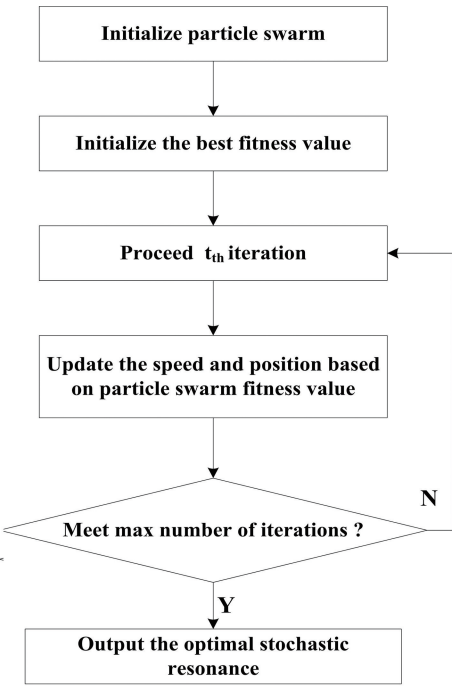 Initialize particle swarm
Initialize the best fitness value
Proceed t_th iteration
Update the speed and position based
on particle swarm fitness value
N
Meet max number of iterations ?
Y
Output the optimal stochastic
resonance